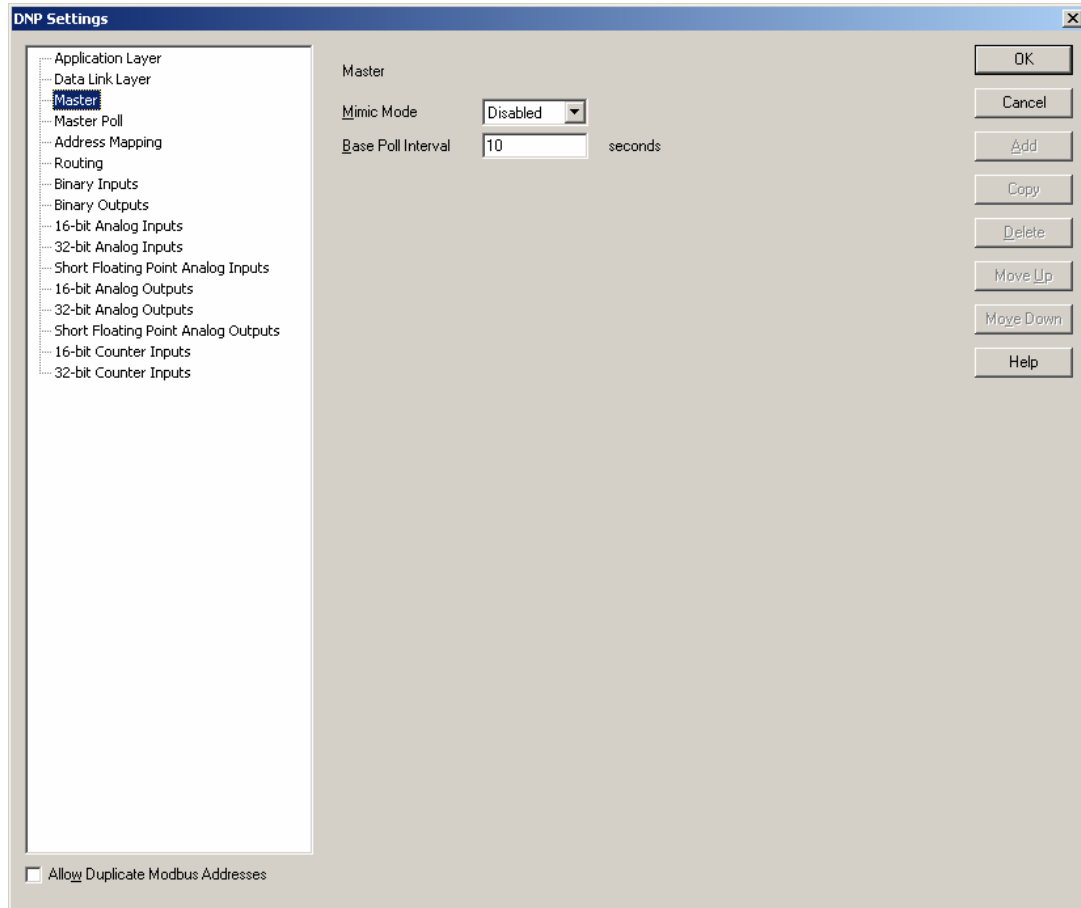 DNP Settings
Application Layer
Data Link Layer
Master
Master Poll
Address Mapping
Routing
Binary Inputs
Binary Outputs
16-bit Analog Inputs
32-bit Analog Inputs
Short Floating Point Analog Inputs
16-bit Analog Outputs
32-bit Analog Outputs
Short Floating Point Analog Outputs
16-bit Counter Inputs
32-bit Counter Inputs
Allow Duplicate Modbus Addresses
Master
Mimic Mode Disabled
Base Poll Interval 10 seconds
OK
Cancel
Add
Copy
Delete
Move Up
Move Down
Help